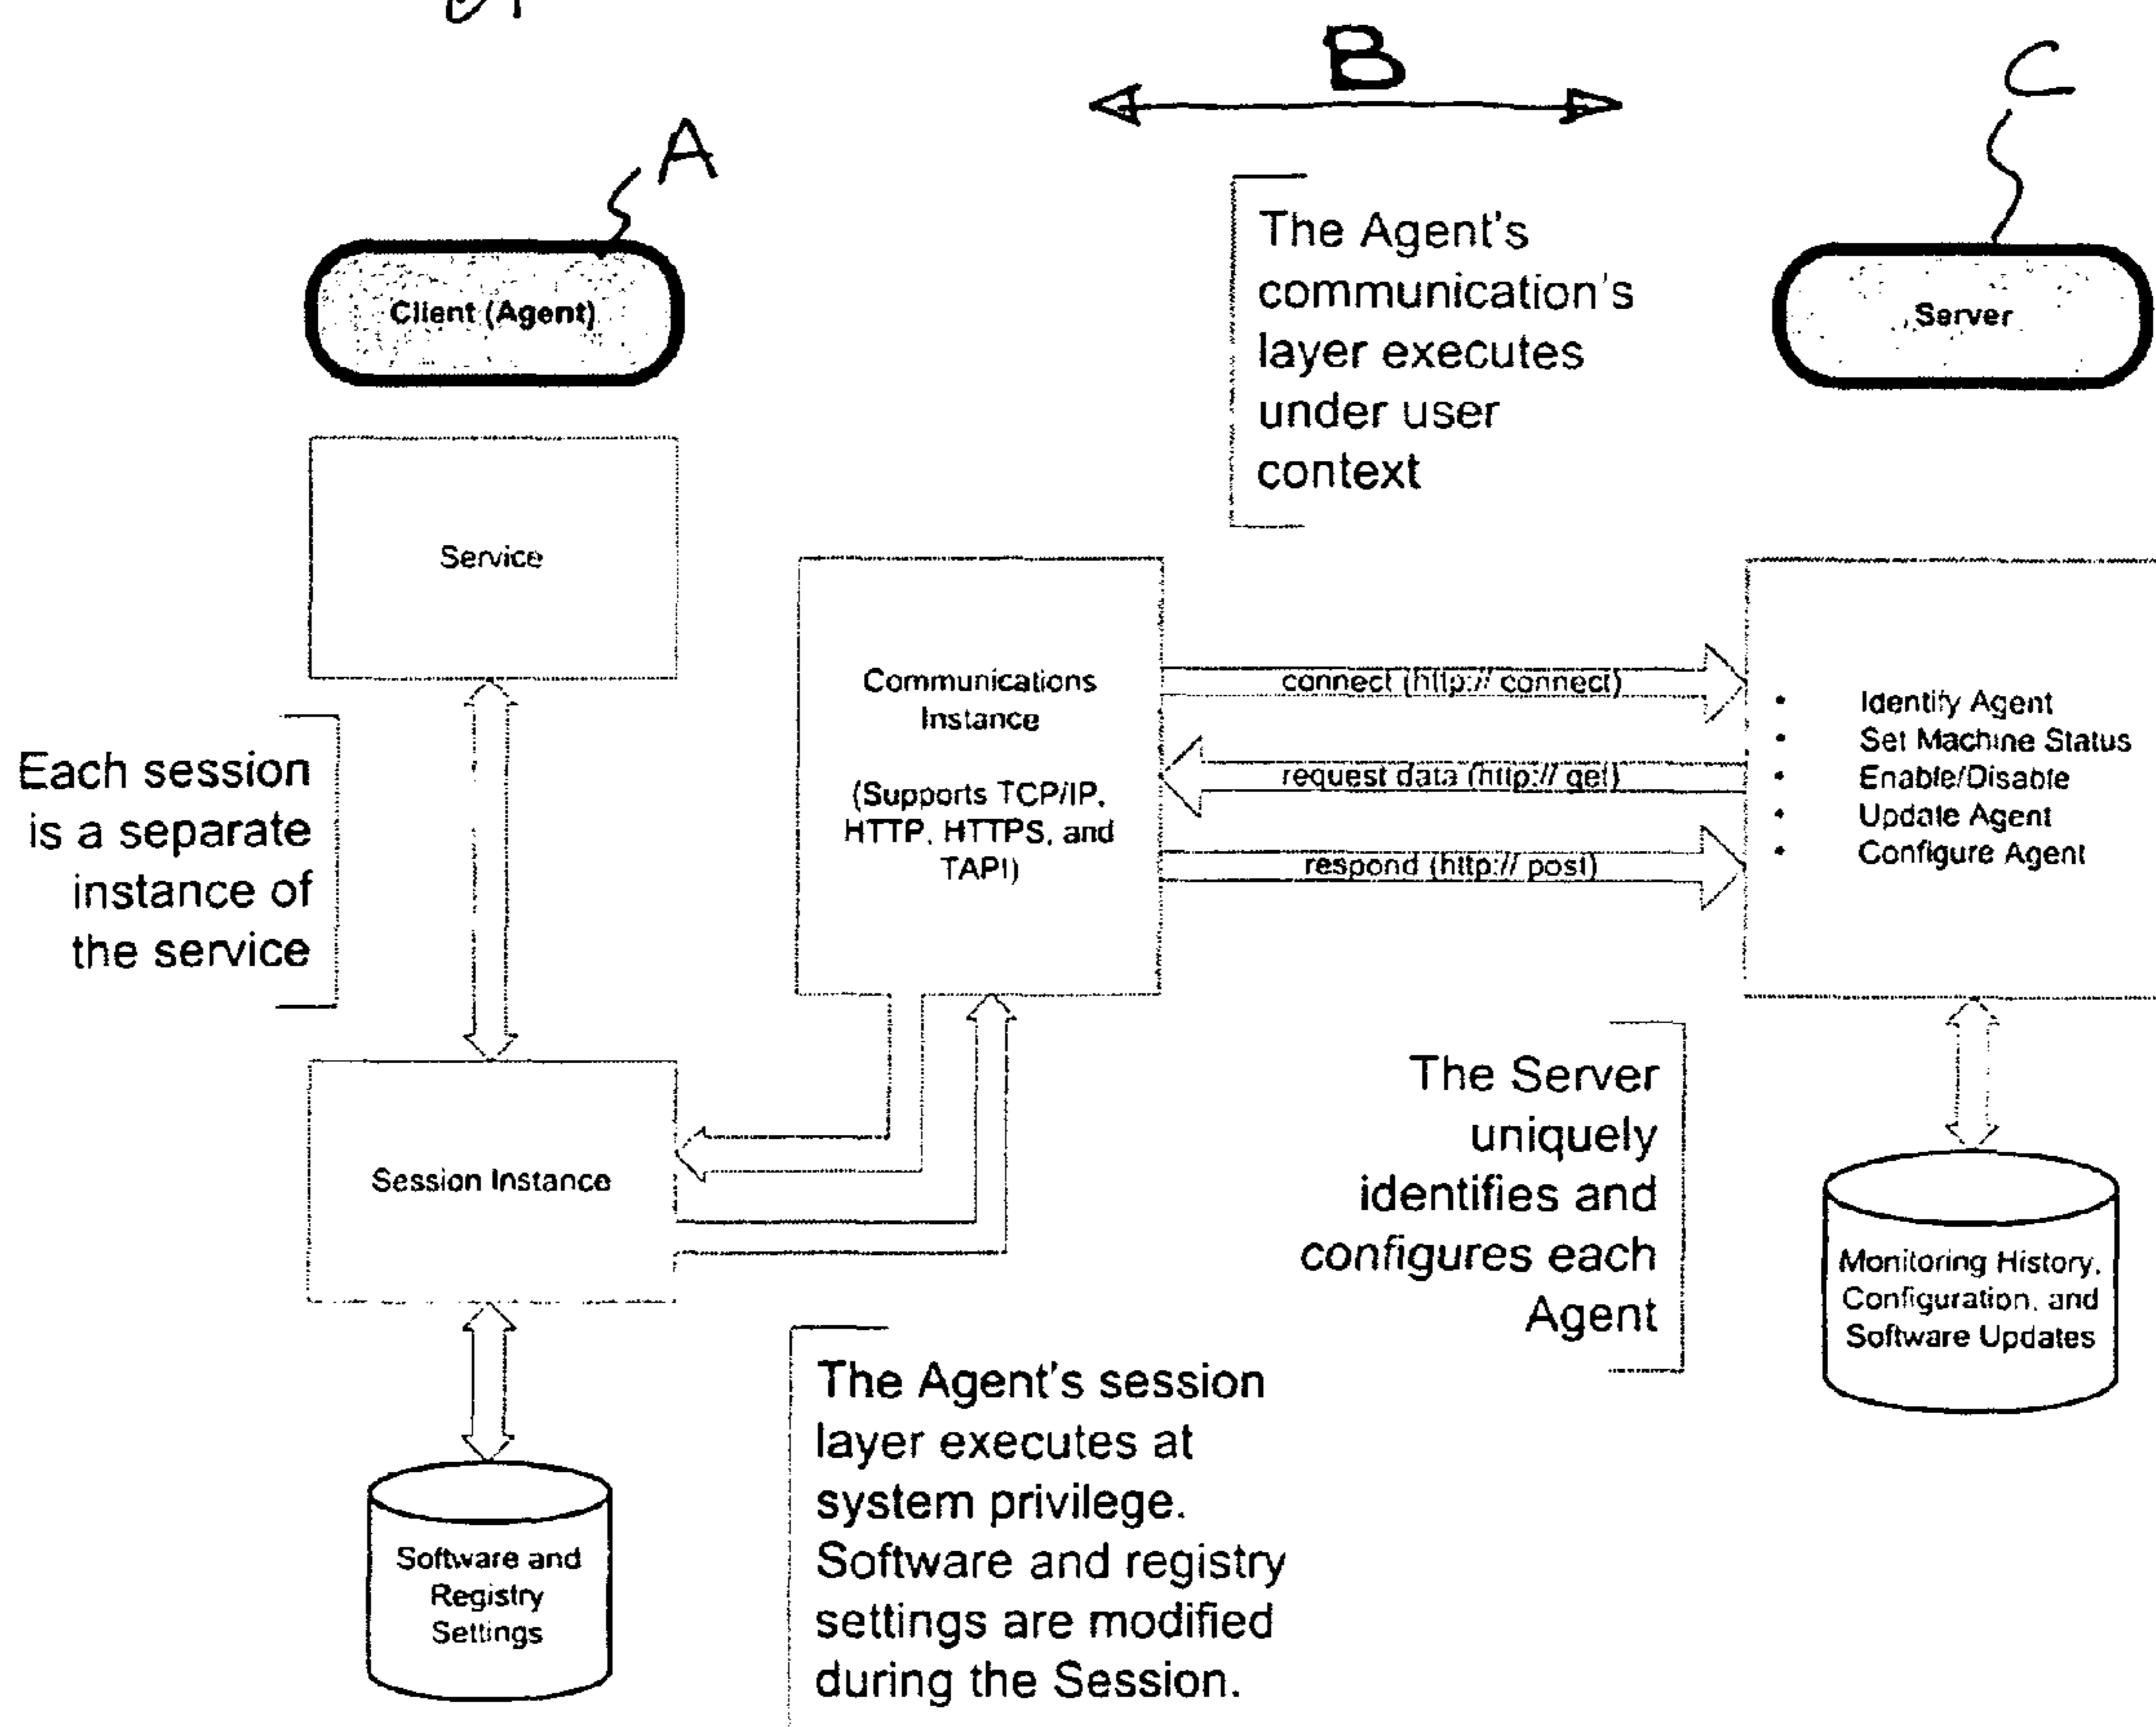 B
C
A
Client (Agent)
The Agent's
communication's
layer executes
under user
context
Server
Service
Communications
Instance
(Supports TCP/IP,
HTTP, HTTPS, and
TAPI)
connect (http:// connect)
request data (http:// get)
respond (http:// post)
• Identify Agent
• Set Machine Status
• Enable/Disable
• Update Agent
• Configure Agent
Each session
is a separate
instance of
the service
Session Instance
The Server
uniquely
identifies and
configures each
Agent
Monitoring History,
Configuration, and
Software Updates
Software and
Registry
Settings
The Agent's session
layer executes at
system privilege.
Software and registry
settings are modified
during the Session.